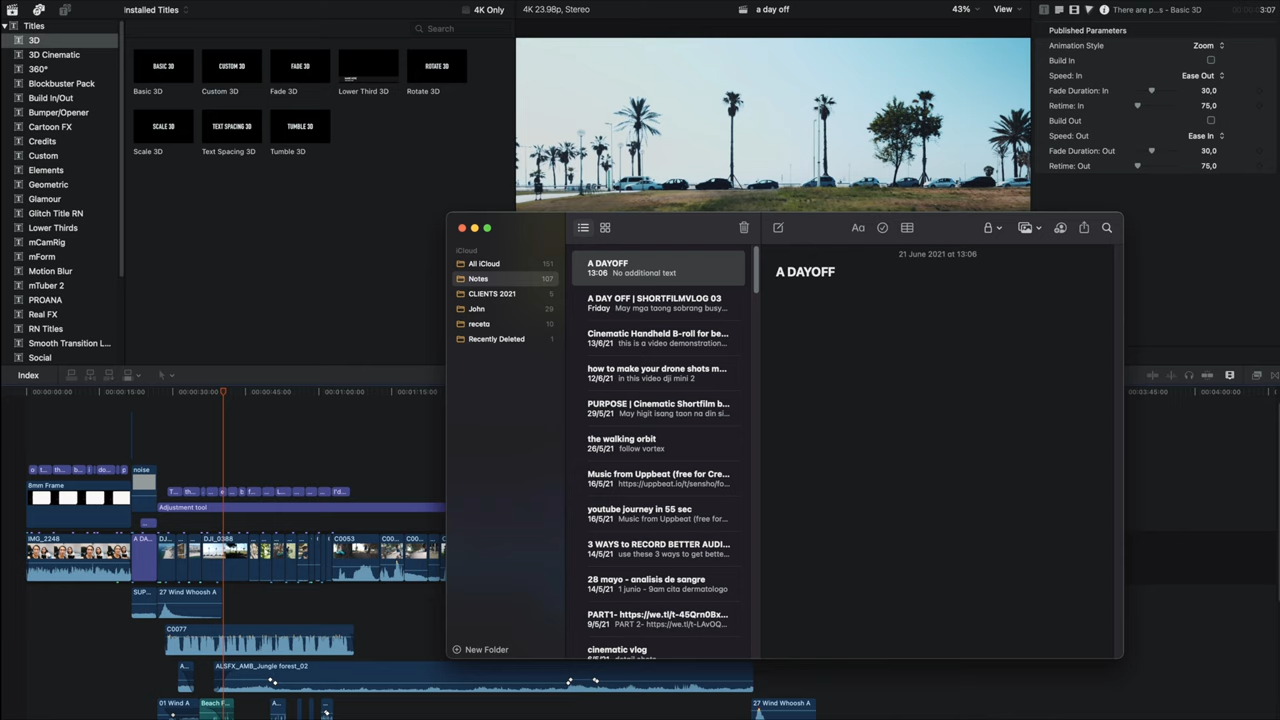 Installed Titles
4K Only
4K 23.98p, Stereo
a day off
43%
View
There are p...s - Basic 3D
3:07
Titles
3D
3D Cinematic
360°
Blockbuster Pack
Build In/Out
Bumper/Opener
Cartoon FX
Credits
Custom
Elements
Geometric
Glamour
Glitch Title RN
Lower Thirds
mCamRig
mForm
Motion Blur
mTuber 2
PROANA
Real FX
RN Titles
Smooth Transition L...
Social
Search
BASIC 3D
CUSTOM 3D
FADE 3D
ROTATE 3D
Basic 3D
Custom 3D
Fade 3D
Lower Third 3D
Rotate 3D
SCALE 3D
TEXT SPACING 3D
TUMBLE 3D
Scale 3D
Text Spacing 3D
Tumble 3D
Published Parameters
Animation Style
Zoom
Build In
Speed: In
Ease Out
Fade Duration: In
30,0
Retime: In
75,0
Build Out
Speed: Out
Ease In
Fade Duration: Out
30,0
Retime: Out
75,0
iCloud
All iCloud 151
Notes 107
CLIENTS 2021 5
John 29
receta 10
Recently Deleted 1
New Folder
A DAYOFF
13:06 No additional text
A DAY OFF | SHORTFILMVLOG 03
Friday May mga taong sobrang busy...
Cinematic Handheld B-roll for be...
13/6/21 this is a video demonstration...
how to make your drone shots m...
12/6/21 in this video dji mini 2
PURPOSE | Cinematic Shortfilm b...
29/5/21 May higit isang taon na din si...
the walking orbit
26/5/21 follow vortex
Music from Uppbeat (free for Cre...
16/5/21 https://uppbeat.io/t/sensho/fo...
youtube journey in 55 sec
16/5/21 Music from Uppbeat (free for...
3 WAYS to RECORD BETTER AUDI...
14/5/21 use these 3 ways to get bette...
28 mayo - analisis de sangre
14/5/21 1 junio - 9am cita dermatologo
PART1- https://we.tl/t-45Qrn0Bx...
9/5/21 PART 2- https://we.tl/t-LAvOQ...
cinematic vlog
Aa
21 June 2021 at 13:06
A DAYOFF
Index
00:00:00:00
00:00:15:00
00:00:30:00
00:00:45:00
00:01:00:00
00:01:15:00
00:03:45:00
00:04:00:00
o
t...
th...
b...
i
do...
p
noise
8mm Frame
T...
th...
...
...
e
...
b
f...
...
L...
...
...
...
I'd...
Adjustment tool
...
IMG_2248
A DA...
DJ...
DJI_0388
C0053
C00...
C00...
SUP...
27 Wind Whoosh A
C0077
A...
ALSFX_AMB_Jungle forest_02
01 Wind A
Beach F...
A...
...
27 Wind Whoosh A